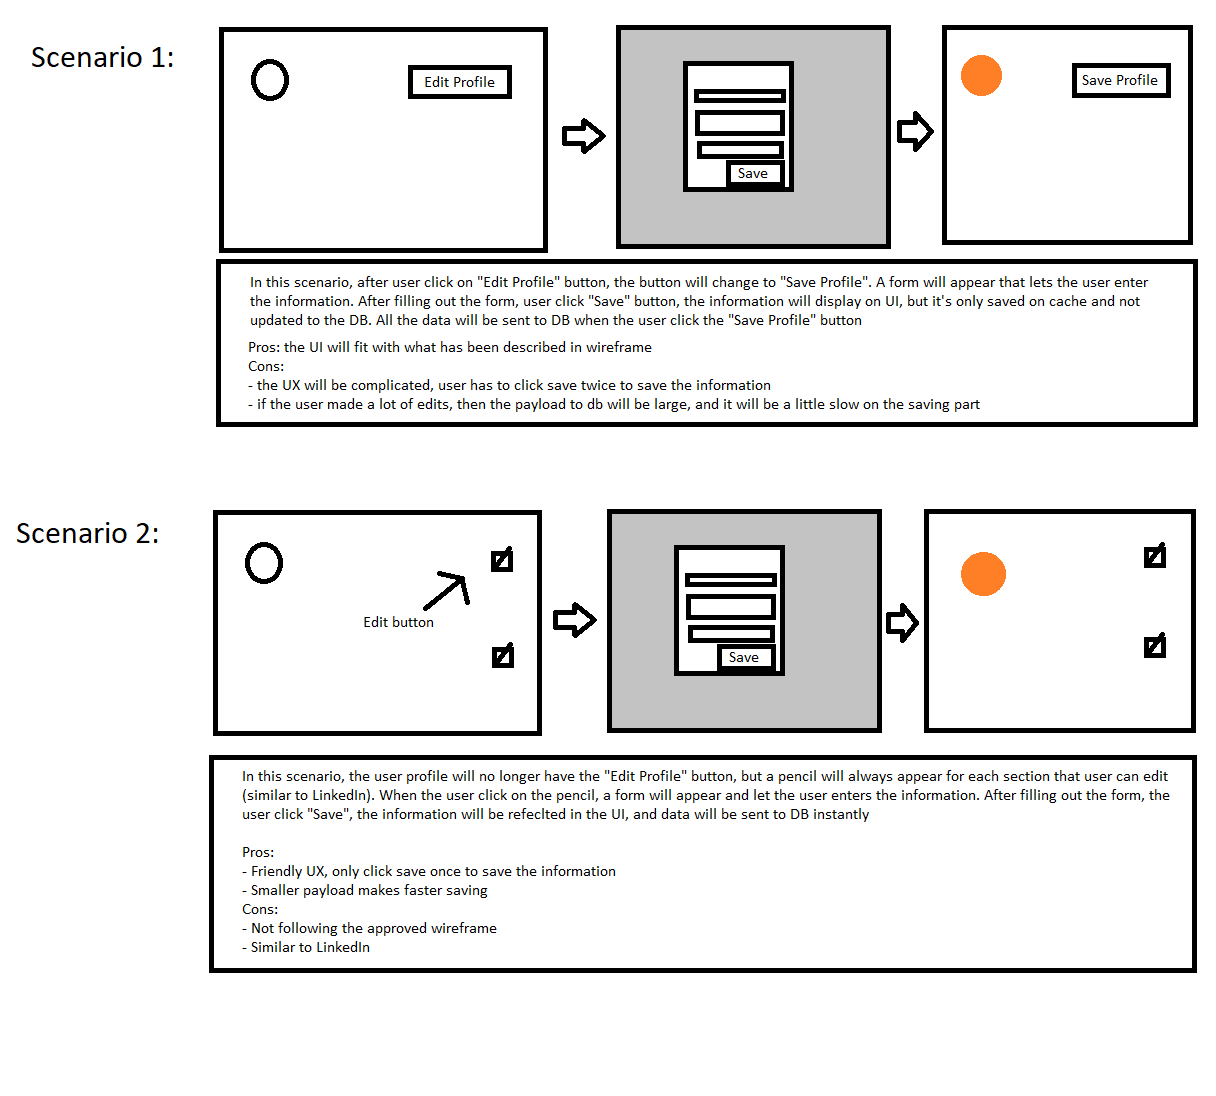 Scenario 1:
Edit Profile
Save
Save Profile
In this scenario, after user click on "Edit Profile" button, the button will change to "Save Profile". A form will appear that lets the user enter
the information. After filling out the form, user click "Save" button, the information will display on UI, but it's only saved on cache and not
updated to the DB. All the data will be sent to DB when the user click the "Save Profile" button
Pros: the UI will fit with what has been described in wireframe
Cons:
- the UX will be complicated, user has to click save twice to save the information
- if the user made a lot of edits, then the payload to db will be large, and it will be a little slow on the saving part
Scenario 2:
Edit button
Save
In this scenario, the user profile will no longer have the "Edit Profile" button, but a pencil will always appear for each section that user can edit
(similar to LinkedIn). When the user click on the pencil, a form will appear and let the user enters the information. After filling out the form, the
user click "Save", the information will be refeclted in the UI, and data will be sent to DB instantly
Pros:
- Friendly UX, only click save once to save the information
- Smaller payload makes faster saving
Cons:
- Not following the approved wireframe
- Similar to LinkedIn